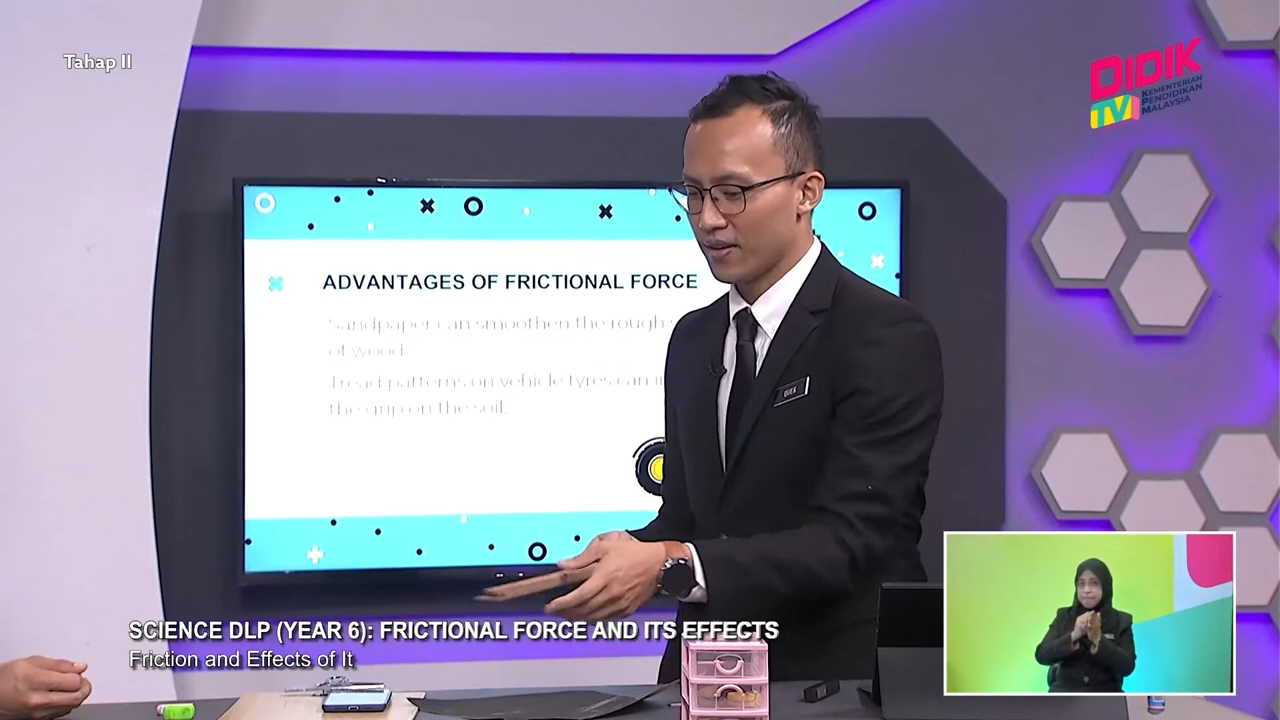 Tahap II
DIDIK
TV
KEMENTERIAN
PENDIDIKAN
MALAYSIA
ADVANTAGES OF FRICTIONAL FORCE
Sandpaper can smoothen the rough
of wood.
Tread patterns on vehicle tyres can
the grip on the soil.
SCIENCE DLP (YEAR 6): FRICTIONAL FORCE AND ITS EFFECTS
Friction and Effects of It